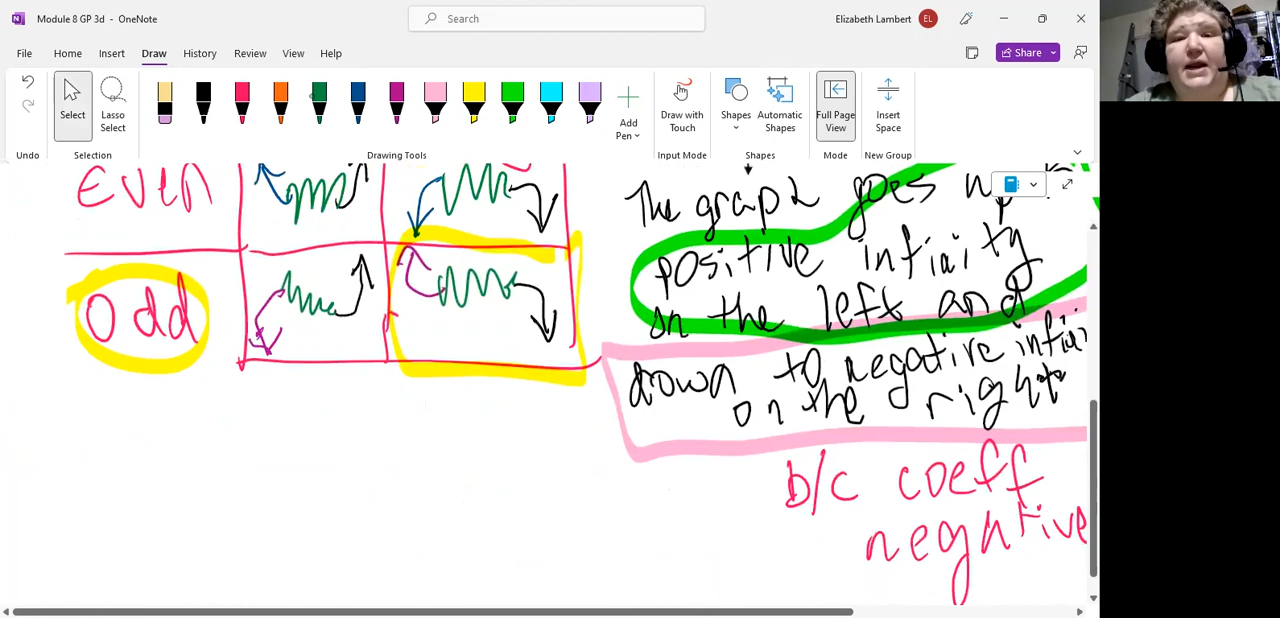 Module 8 GP 3d - OneNote
Search
Elizabeth Lambert
EL
File Home Insert Draw History Review View Help
Share
Select
Lasso Select
Add Pen
Draw with Touch
Shapes
Automatic Shapes
Full Page View
Insert Space
Undo
Selection
Drawing Tools
Input Mode
Shapes
Mode
New Group
Even
Odd
The graph goes up
positive infiaity
on the left and
down to negative infiai
on the right
b/c coeff
negative